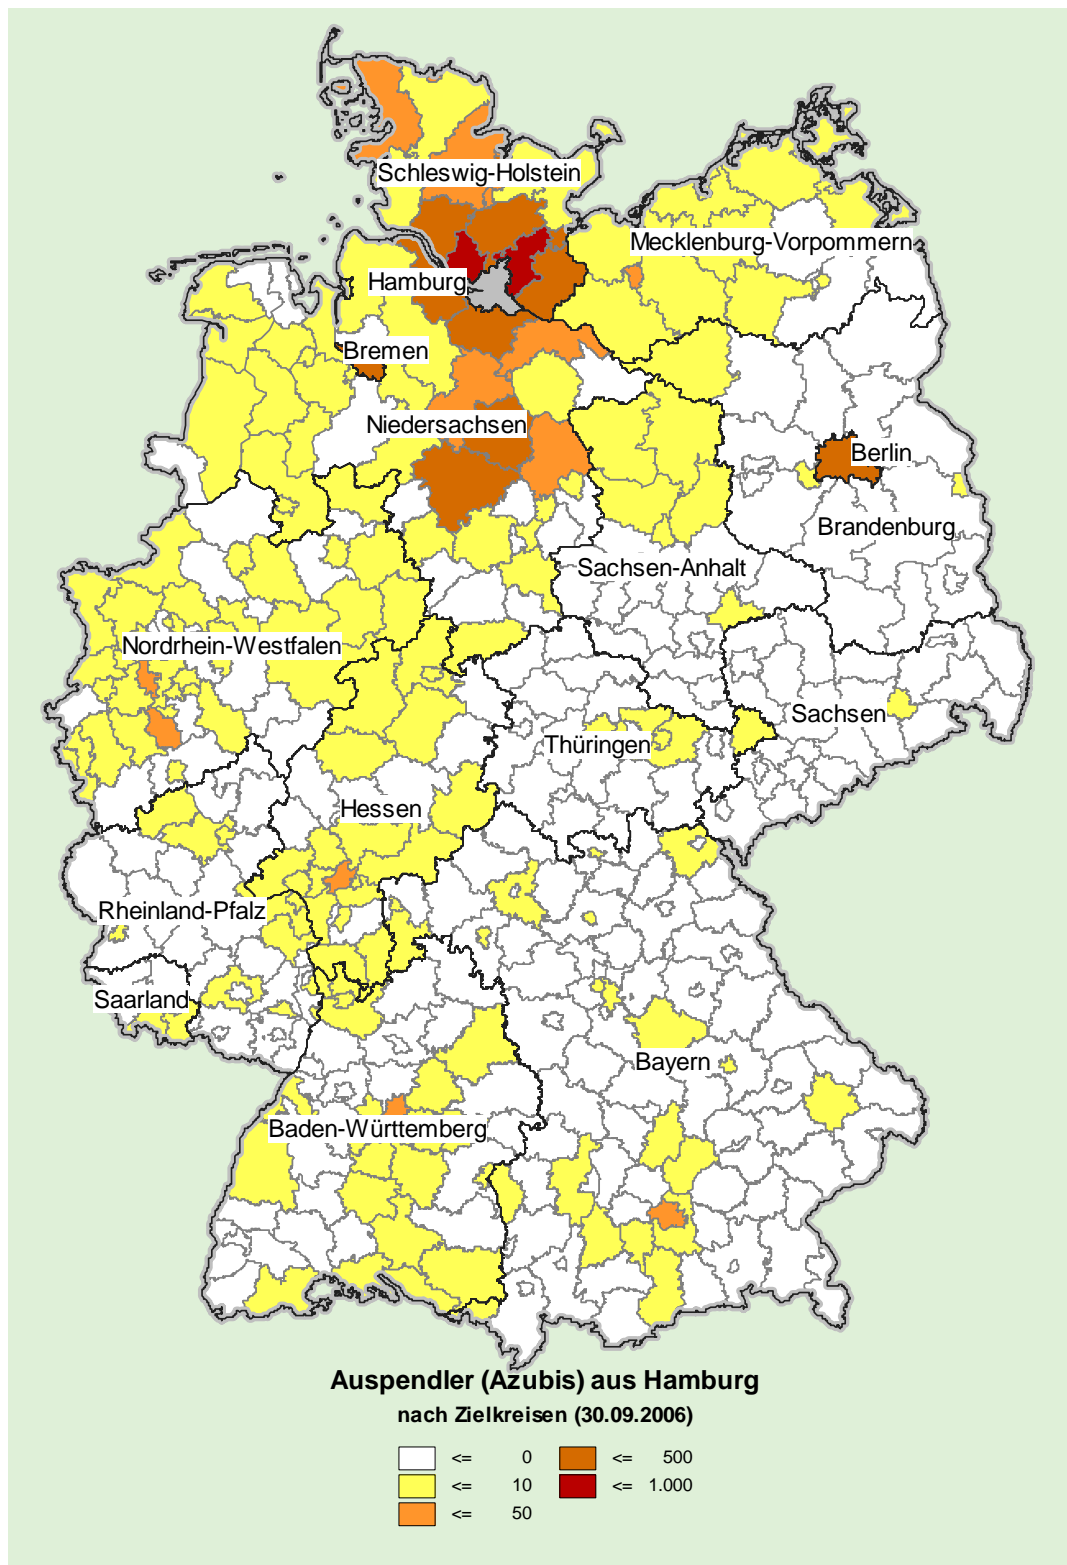 Schleswig-Holstein
Mecklenburg-Vorpommern
Hamburg
Bremen
Niedersachsen
Berlin
Brandenburg
Sachsen-Anhalt
Nordrhein-Westfalen
Sachsen
Thüringen
Hessen
Rheinland-Pfalz
Saarland
Bayern
Baden-Württemberg
Auspendler (Azubis) aus Hamburg
nach Zielkreisen (30.09.2006)
<= 0 <= 500
<= 10 <= 1.000
<= 50